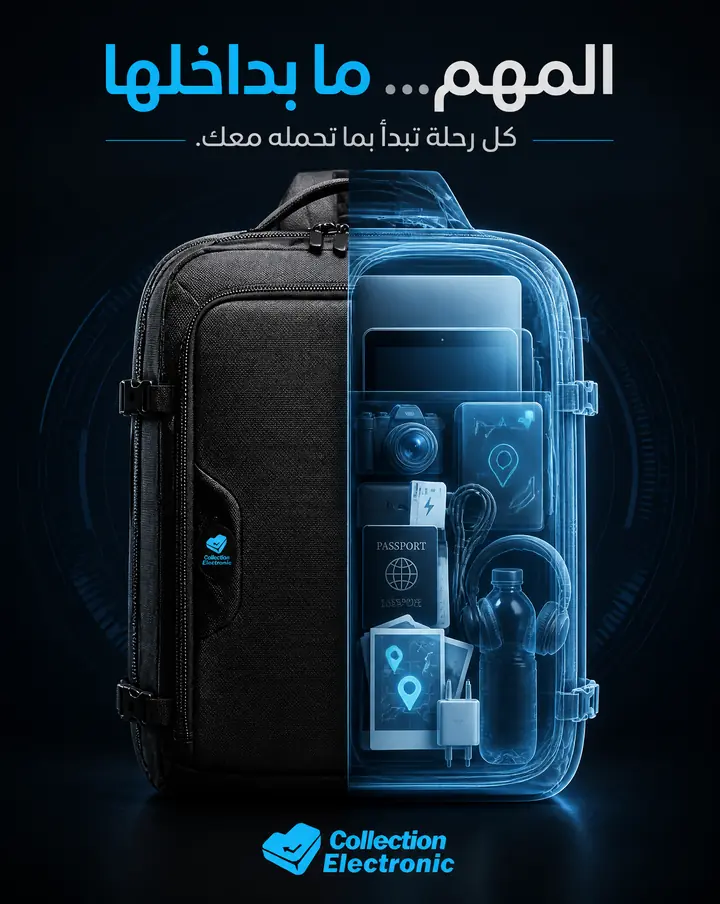 المهم... ما بداخلها
كل رحلة تبدأ بما تحمله معك.
Collection
Electronic
PASSPORT
Collection
Electronic